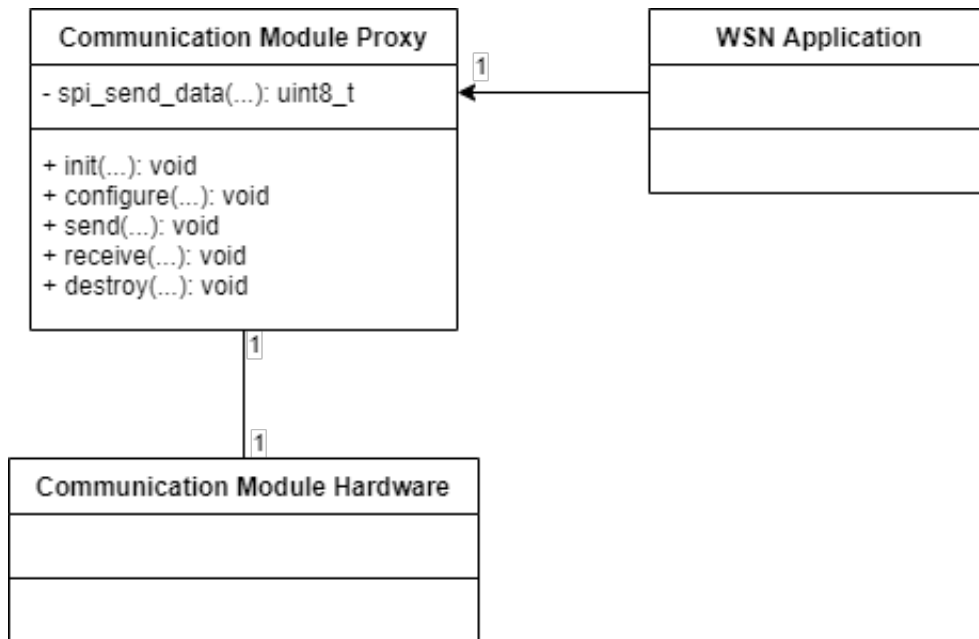 Communication Module Proxy
- spi_send_data(...): uint8_t
+ init(...): void
+ configure(...): void
+ send(...): void
+ receive(...): void
+ destroy(...): void
1
WSN Application
1
1
Communication Module Hardware